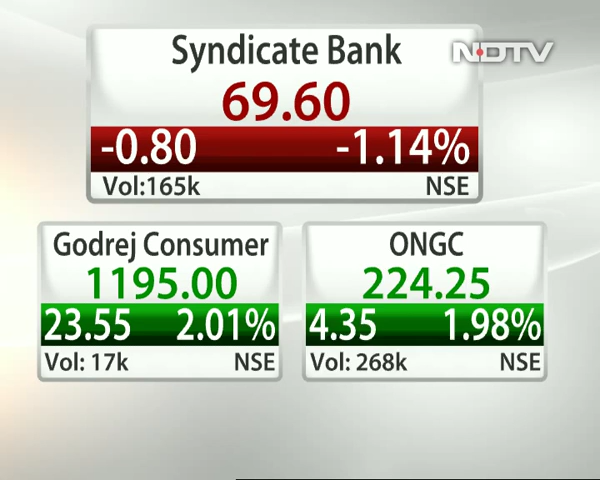 NDTV
Syndicate Bank
69.60
-0.80 -1.14%
Vol:165k NSE
Godrej Consumer
1195.00
23.55 2.01%
Vol: 17k NSE
ONGC
224.25
4.35 1.98%
Vol: 268k NSE